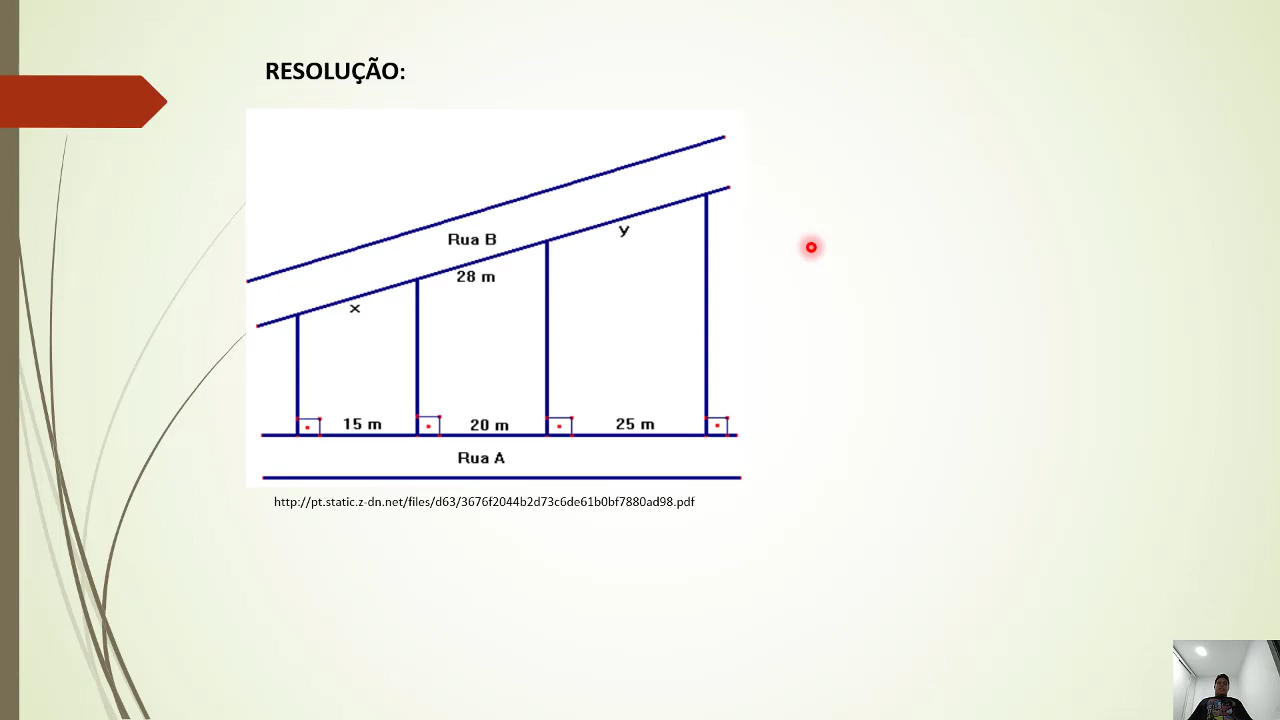 RESOLUÇÃO:
Rua B
y
28 m
x
15 m
20 m
25 m
Rua A
http://pt.static.z-dn.net/files/d63/3676f2044b2d73c6de61b0bf7880ad98.pdf